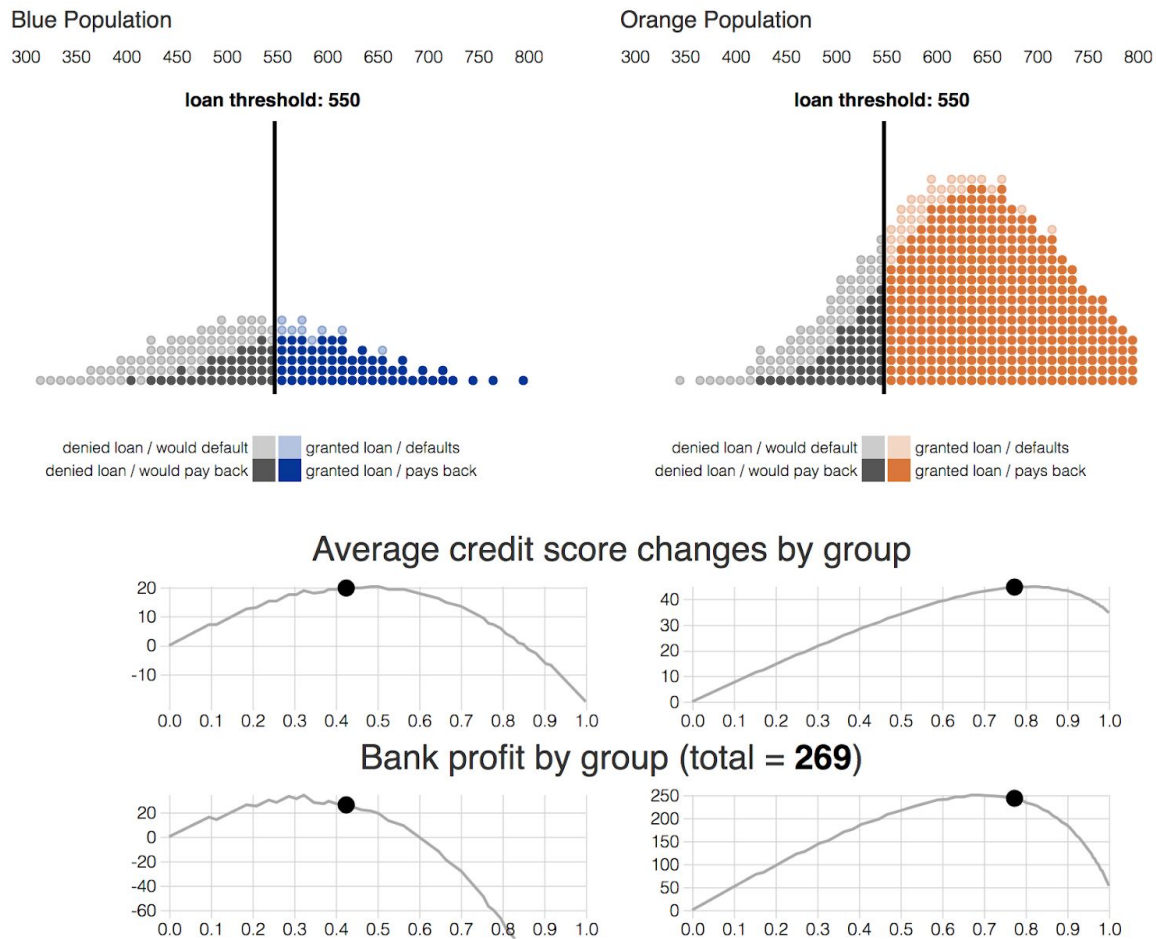 Blue Population
300 350 400 450 500 550 600 650 700 750 800
loan threshold: 550
denied loan / would default
granted loan / defaults
denied loan / would pay back
granted loan / pays back
Orange Population
300 350 400 450 500 550 600 650 700 750 800
loan threshold: 550
denied loan / would default
granted loan / defaults
denied loan / would pay back
granted loan / pays back
Average credit score changes by group
20
10
0
-10
0.0 0.1 0.2 0.3 0.4 0.5 0.6 0.7 0.8 0.9 1.0
40
30
20
10
0
0.0 0.1 0.2 0.3 0.4 0.5 0.6 0.7 0.8 0.9 1.0
Bank profit by group (total = 269)
20
0
-20
-40
-60
0.0 0.1 0.2 0.3 0.4 0.5 0.6 0.7 0.8 0.9 1.0
250
200
150
100
50
0
0.0 0.1 0.2 0.3 0.4 0.5 0.6 0.7 0.8 0.9 1.0